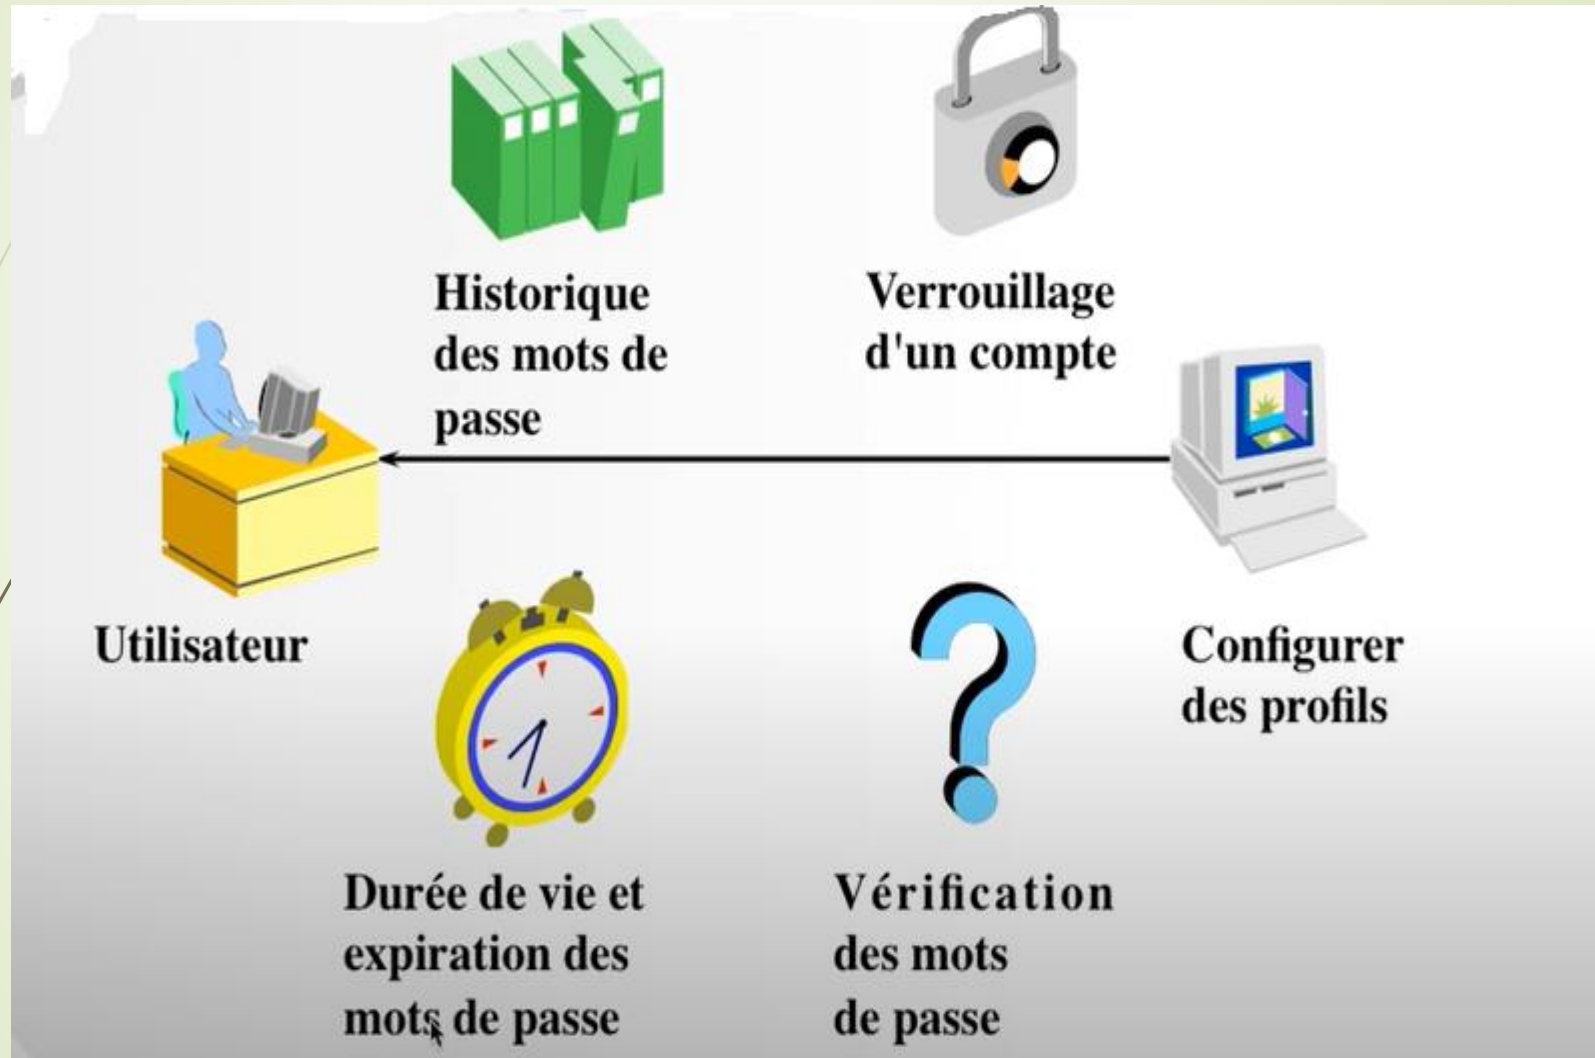 Historique
des mots de
passe
Verrouillage
d'un compte
Utilisateur
Configurer
des profils
Durée de vie et
expiration des
mots de passe
Vérification
des mots
de passe